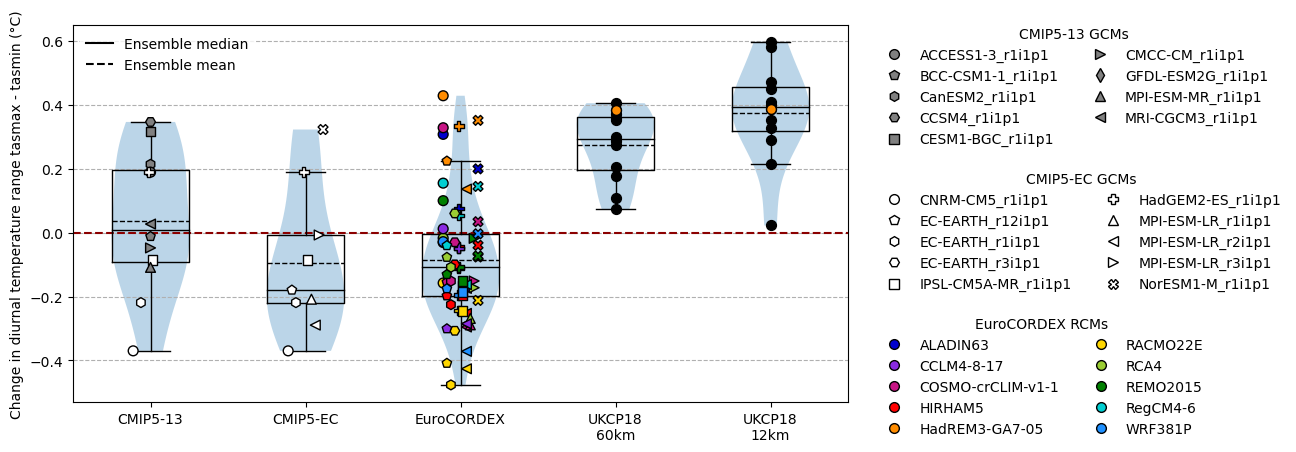 Change in diurnal temperature range tasmax - tasmin (°C)
0.6
0.4
0.2
0.0
−0.2
−0.4
Ensemble median
Ensemble mean
CMIP5-13
CMIP5-EC
EuroCORDEX
UKCP18
60km
UKCP18
12km
CMIP5-13 GCMs
ACCESS1-3_r1i1p1
BCC-CSM1-1_r1i1p1
CanESM2_r1i1p1
CCSM4_r1i1p1
CESM1-BGC_r1i1p1
CMCC-CM_r1i1p1
GFDL-ESM2G_r1i1p1
MPI-ESM-MR_r1i1p1
MRI-CGCM3_r1i1p1
CMIP5-EC GCMs
CNRM-CM5_r1i1p1
EC-EARTH_r12i1p1
EC-EARTH_r1i1p1
EC-EARTH_r3i1p1
IPSL-CM5A-MR_r1i1p1
HadGEM2-ES_r1i1p1
MPI-ESM-LR_r1i1p1
MPI-ESM-LR_r2i1p1
MPI-ESM-LR_r3i1p1
NorESM1-M_r1i1p1
EuroCORDEX RCMs
ALADIN63
CCLM4-8-17
COSMO-crCLIM-v1-1
HIRHAM5
HadREM3-GA7-05
RACMO22E
RCA4
REMO2015
RegCM4-6
WRF381P